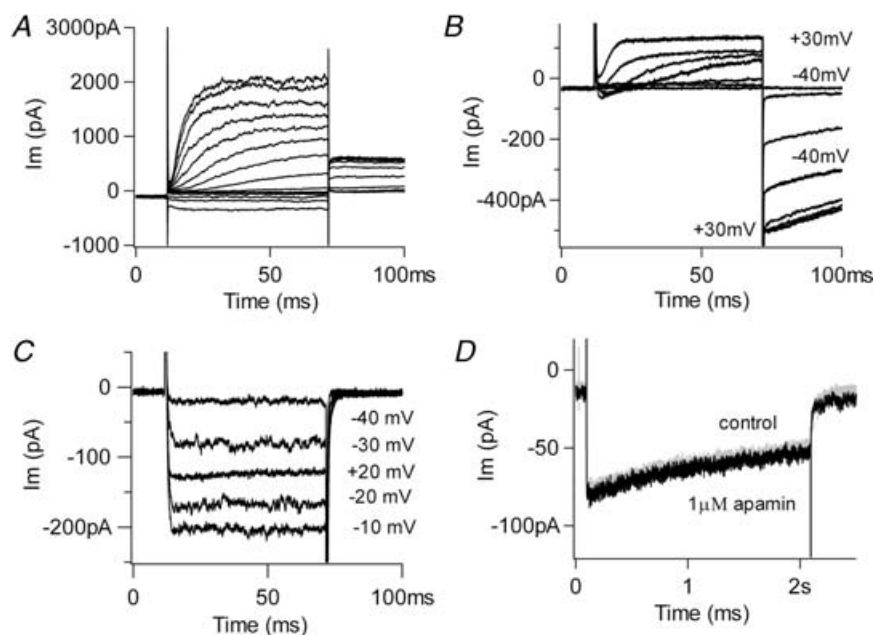 A
3000pA
2000
1000
0
-1000
Im (pA)
0
50
100ms
Time (ms)
B
0
-200
-400pA
Im (pA)
+30mV
-40mV
-40mV
+30mV
0
50
100ms
Time (ms)
C
0
-100
-200pA
Im (pA)
-40 mV
-30 mV
+20 mV
-20 mV
-10 mV
0
50
100ms
Time (ms)
D
0
-50
-100pA
Im (pA)
control
1μM apamin
0
1
2s
Time (ms)